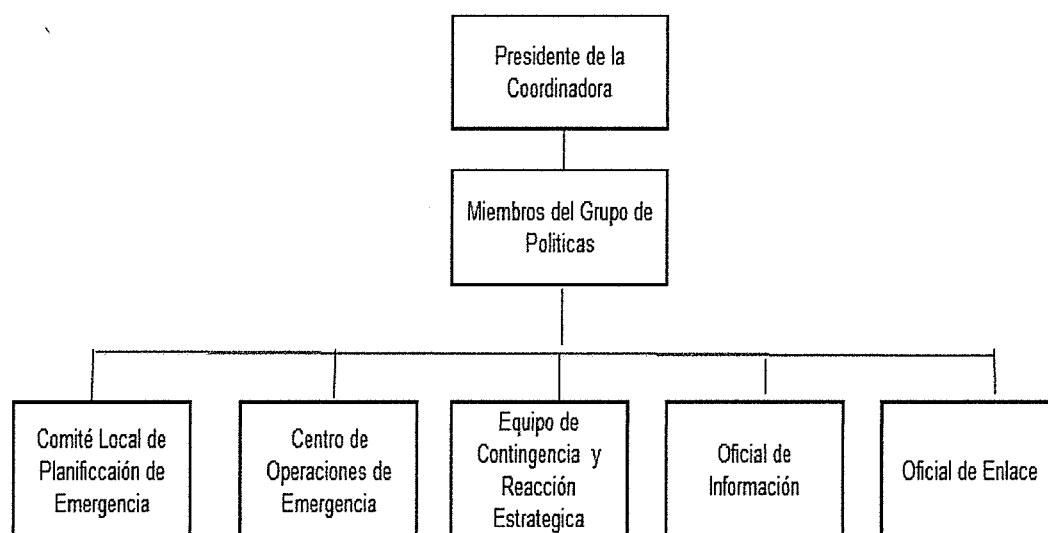 Presidente de la
Coordinadora
Miembros del Grupo de
Politicas
Comité Local de
Planificcaión de
Emergencia
Centro de
Operaciones de
Emergencia
Equipo de
Contingencia y
Reacción
Estrategica
Oficial de
Información
Oficial de Enlace